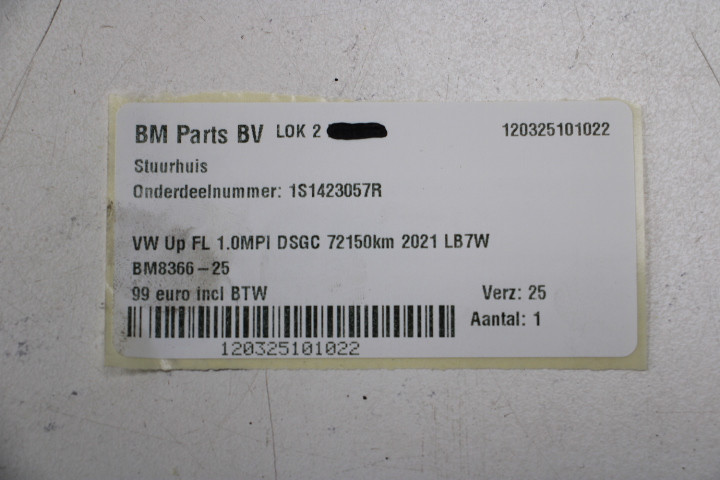 BM Parts BV LOK 2 120325101022
Stuurhuis
Onderdeelnummer: 1S1423057R
VW Up FL 1.0MPI DSGC 72150km 2021 LB7W
BM8366-25
99 euro incl BTW Verz: 25
Aantal: 1
120325101022